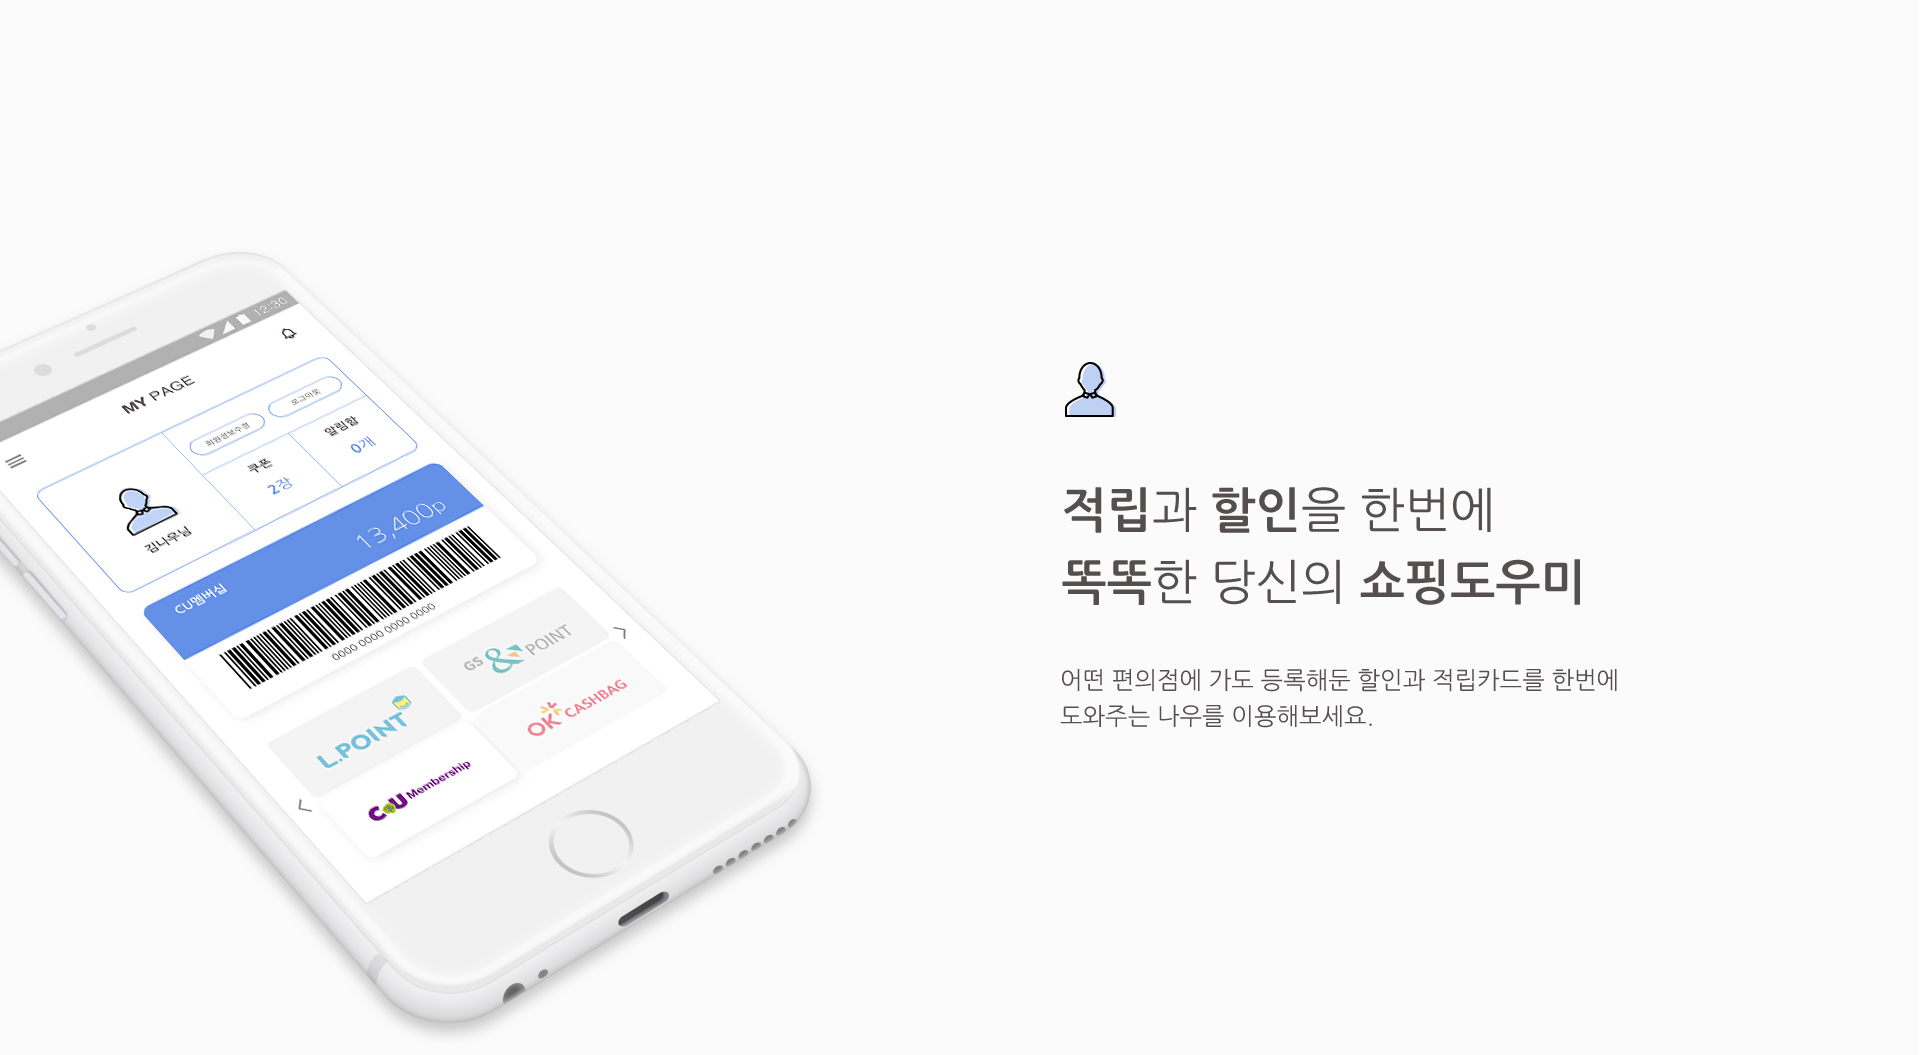 12:30
MY PAGE
회원정보수정
로그아웃
쿠폰
2장
알림함
0개
김나우님
CU멤버십
13,400p
0000 0000 0000 0000
L.POINT
GS & POINT
CU Membership
OK CASHBAG
적립과 할인을 한번에
똑똑한 당신의 쇼핑도우미
어떤 편의점에 가도 등록해둔 할인과 적립카드를 한번에
도와주는 나우를 이용해보세요.